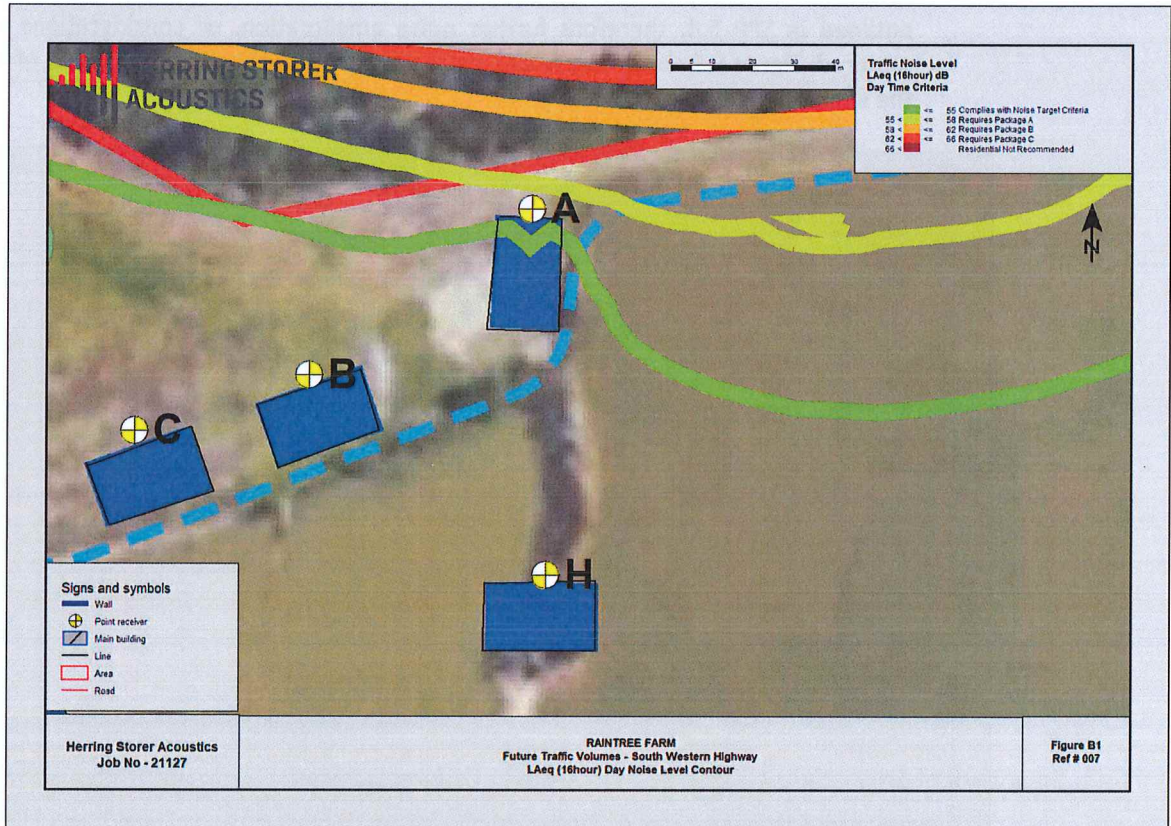 HERRING STORER
ACOUSTICS
0 5 10 20 30 40
m
Traffic Noise Level
LAeq (16hour) dB
Day Time Criteria
<= 55 Complies with Noise Target Criteria
55 < <= 58 Requires Package A
58 < <= 62 Requires Package B
62 < <= 66 Requires Package C
66 < Residential Not Recommended
A
N
B
C
H
Signs and symbols
Wall
Point receiver
Main building
Line
Area
Road
Herring Storer Acoustics
Job No - 21127
RAINTREE FARM
Future Traffic Volumes - South Western Highway
LAeq (16hour) Day Noise Level Contour
Figure B1
Ref # 007